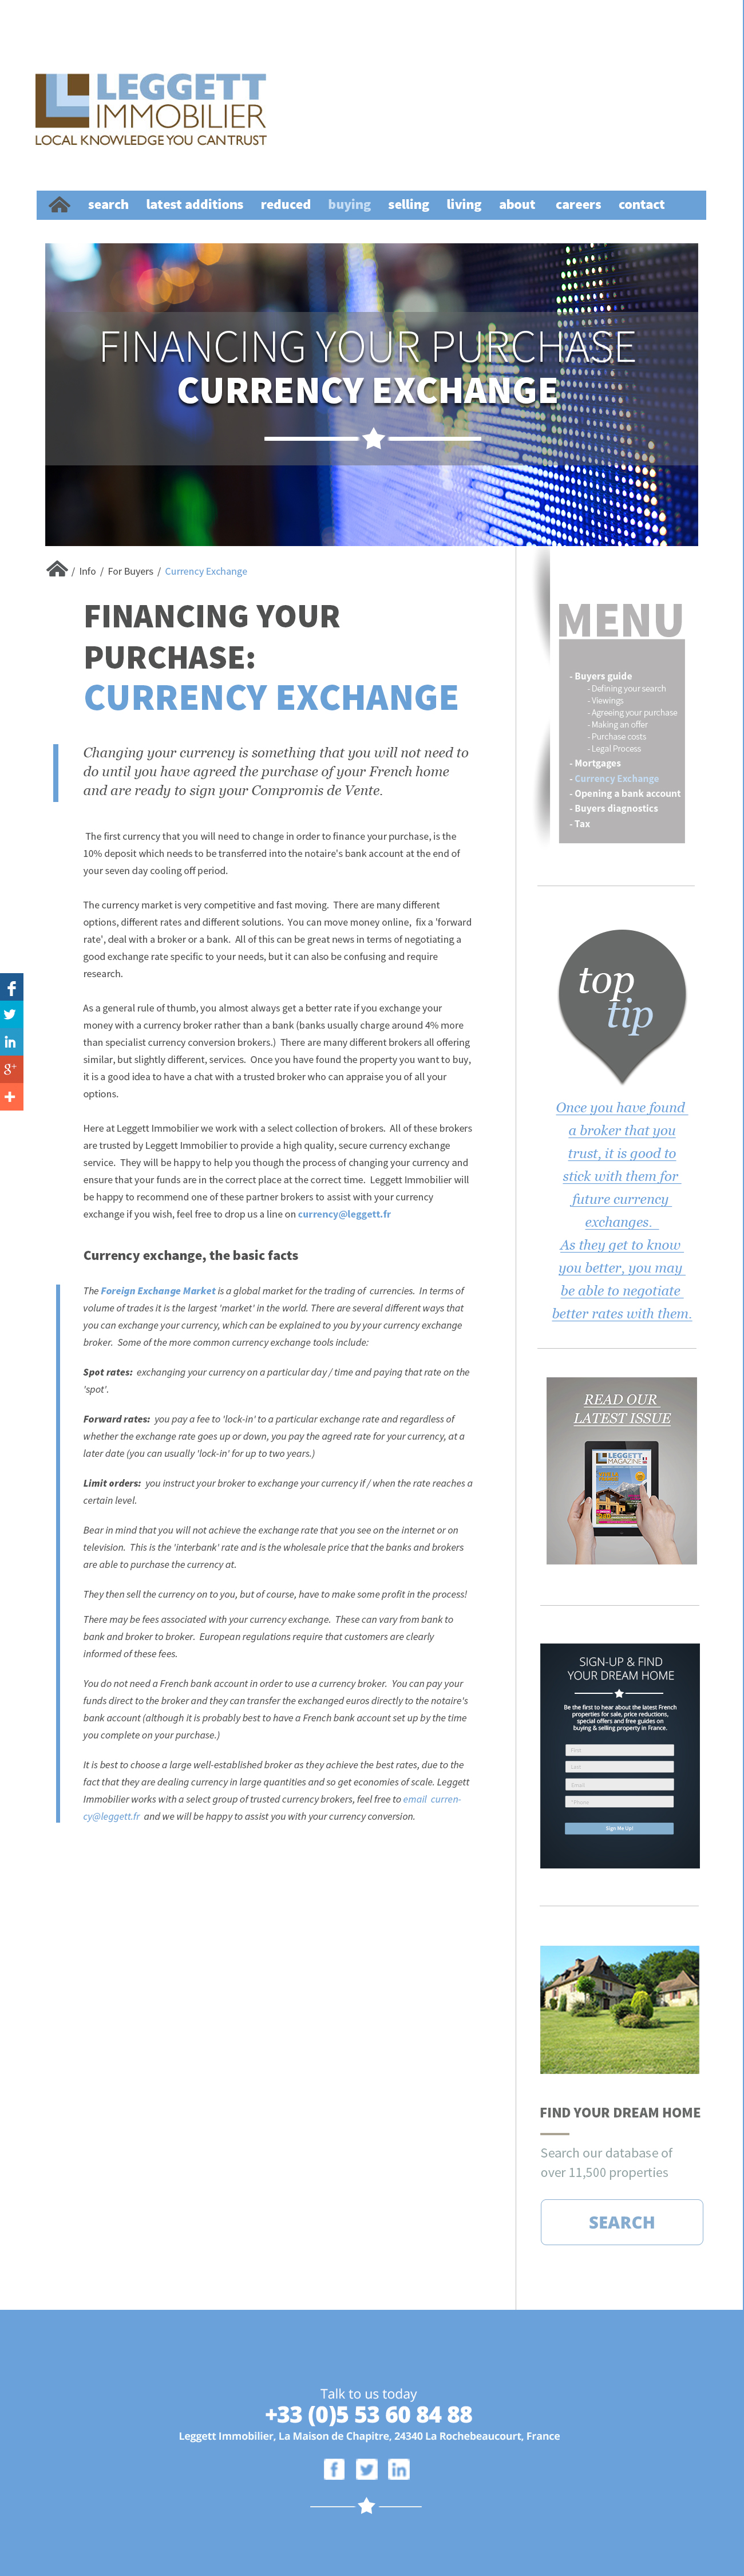 LEGGETT
IMMOBILIER
LOCAL KNOWLEDGE YOU CAN TRUST
search latest additions reduced buying selling living about careers contact
FINANCING YOUR PURCHASE
CURRENCY EXCHANGE
/ Info / For Buyers / Currency Exchange
FINANCING YOUR
PURCHASE:
CURRENCY EXCHANGE
Changing your currency is something that you will not need to
do until you have agreed the purchase of your French home
and are ready to sign your Compromis de Vente.
The first currency that you will need to change in order to finance your purchase, is the
10% deposit which needs to be transferred into the notaire's bank account at the end of
your seven day cooling off period.
The currency market is very competitive and fast moving. There are many different
options, different rates and different solutions. You can move money online, fix a 'forward
rate', deal with a broker or a bank. All of this can be great news in terms of negotiating a
good exchange rate specific to your needs, but it can also be confusing and require
research.
As a general rule of thumb, you almost always get a better rate if you exchange your
money with a currency broker rather than a bank (banks usually charge around 4% more
than specialist currency conversion brokers.) There are many different brokers all offering
similar, but slightly different, services. Once you have found the property you want to buy,
it is a good idea to have a chat with a trusted broker who can appraise you of all your
options.
Here at Leggett Immobilier we work with a select collection of brokers. All of these brokers
are trusted by Leggett Immobilier to provide a high quality, secure currency exchange
service. They will be happy to help you though the process of changing your currency and
ensure that your funds are in the correct place at the correct time. Leggett Immobilier will
be happy to recommend one of these partner brokers to assist with your currency
exchange if you wish, feel free to drop us a line on currency@leggett.fr
Currency exchange, the basic facts
The Foreign Exchange Market is a global market for the trading of currencies. In terms of
volume of trades it is the largest 'market' in the world. There are several different ways that
you can exchange your currency, which can be explained to you by your currency exchange
broker. Some of the more common currency exchange tools include:
Spot rates: exchanging your currency on a particular day / time and paying that rate on the
'spot'.
Forward rates: you pay a fee to 'lock-in' to a particular exchange rate and regardless of
whether the exchange rate goes up or down, you pay the agreed rate for your currency, at a
later date (you can usually 'lock-in' for up to two years.)
Limit orders: you instruct your broker to exchange your currency if / when the rate reaches a
certain level.
Bear in mind that you will not achieve the exchange rate that you see on the internet or on
television. This is the 'interbank' rate and is the wholesale price that the banks and brokers
are able to purchase the currency at.
They then sell the currency on to you, but of course, have to make some profit in the process!
There may be fees associated with your currency exchange. These can vary from bank to
bank and broker to broker. European regulations require that customers are clearly
informed of these fees.
You do not need a French bank account in order to use a currency broker. You can pay your
funds direct to the broker and they can transfer the exchanged euros directly to the notaire's
bank account (although it is probably best to have a French bank account set up by the time
you complete on your purchase.)
It is best to choose a large well-established broker as they achieve the best rates, due to the
fact that they are dealing currency in large quantities and so get economies of scale. Leggett
Immobilier works with a select group of trusted currency brokers, feel free to email curren-
cy@leggett.fr and we will be happy to assist you with your currency conversion.
MENU
- Buyers guide
- Defining your search
- Viewings
- Agreeing your purchase
- Making an offer
- Purchase costs
- Legal Process
- Mortgages
- Currency Exchange
- Opening a bank account
- Buyers diagnostics
- Tax
top
tip
Once you have found
a broker that you
trust, it is good to
stick with them for
future currency
exchanges.
As they get to know
you better, you may
be able to negotiate
better rates with them.
READ OUR
LATEST ISSUE
LEGGETT
MAGAZINE
SIGN-UP & FIND
YOUR DREAM HOME
Be the first to hear about the latest French
properties for sale, price reductions,
special offers and free guides on
buying & selling property in France.
First
Last
Email
*Phone
Sign Me Up!
FIND YOUR DREAM HOME
Search our database of
over 11,500 properties
SEARCH
Talk to us today
+33 (0)5 53 60 84 88
Leggett Immobilier, La Maison de Chapitre, 24340 La Rochebeaucourt, France